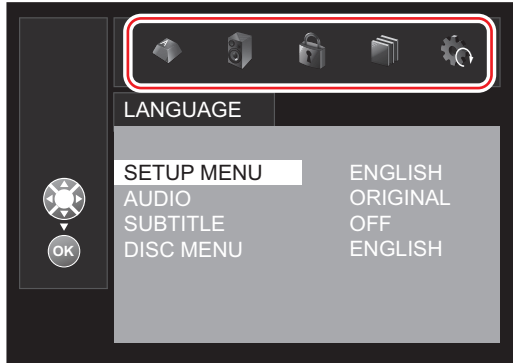 LANGUAGE
SETUP MENU ENGLISH
AUDIO ORIGINAL
SUBTITLE OFF
DISC MENU ENGLISH
OK